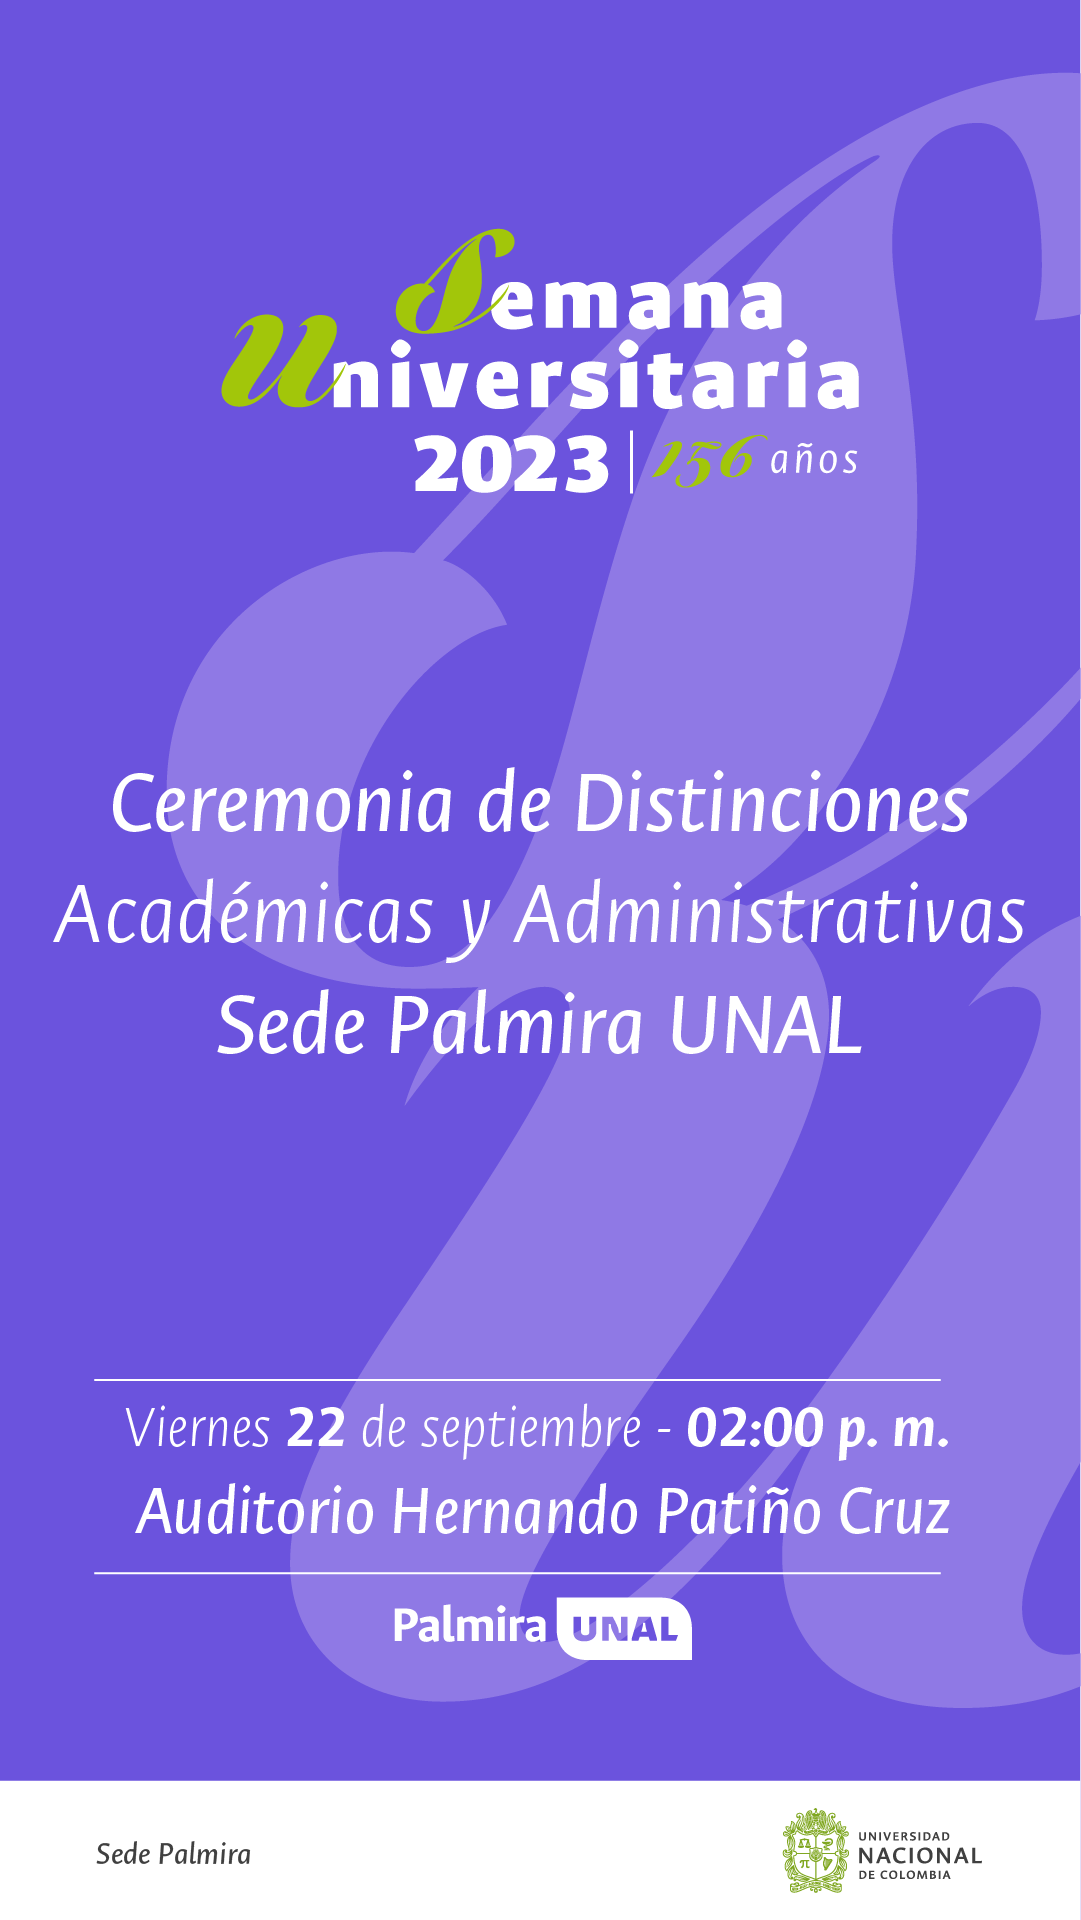 Semana
Universitaria
2023 | 156 años
Ceremonia de Distinciones
Académicas y Administrativas
Sede Palmira UNAL
Viernes 22 de septiembre - 02:00 p. m.
Auditorio Hernando Patiño Cruz
Palmira UNAL
Sede Palmira
UNIVERSIDAD
NACIONAL
DE COLOMBIA